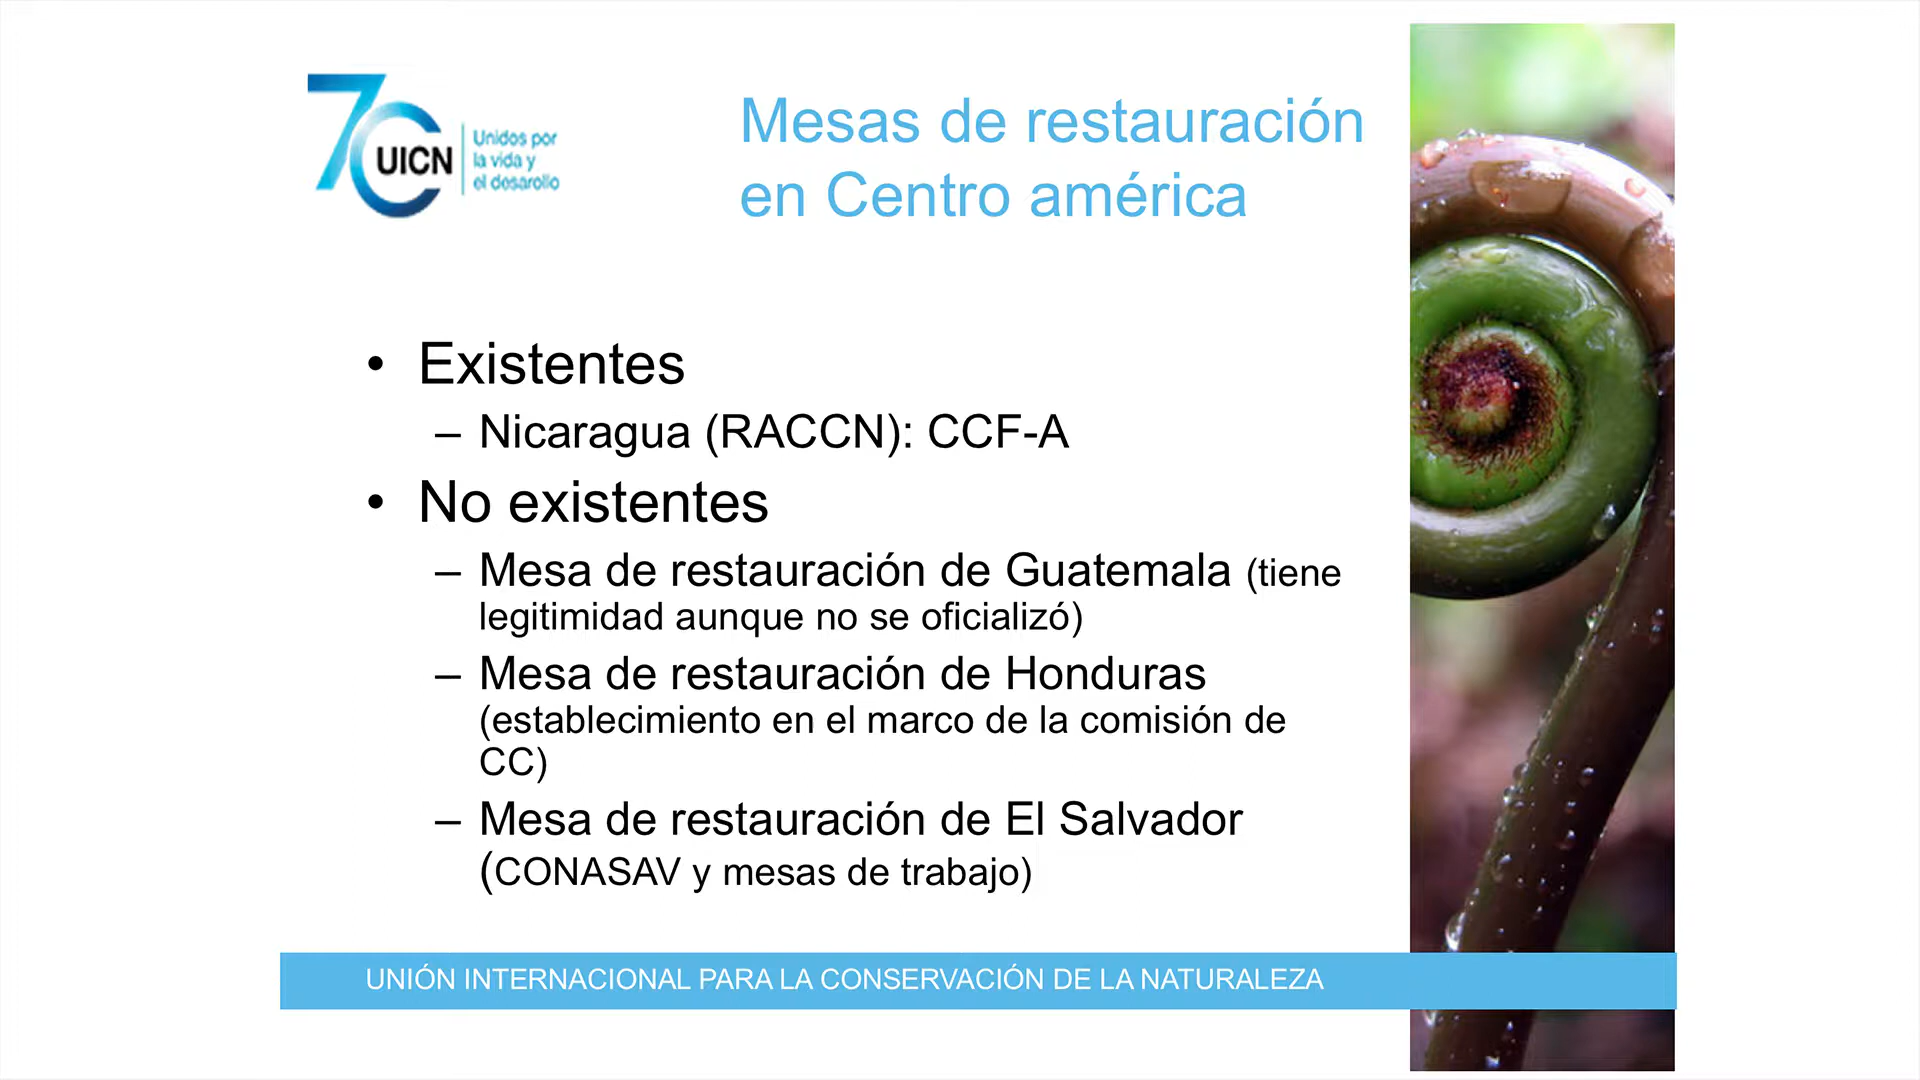 7C UICN
Unidos por
la vida y
el desarollo
Mesas de restauración
en Centro américa
• Existentes
– Nicaragua (RACCN): CCF-A
• No existentes
– Mesa de restauración de Guatemala (tiene
legitimidad aunque no se oficializó)
– Mesa de restauración de Honduras
(establecimiento en el marco de la comisión de
CC)
– Mesa de restauración de El Salvador
(CONASAV y mesas de trabajo)
UNIÓN INTERNACIONAL PARA LA CONSERVACIÓN DE LA NATURALEZA